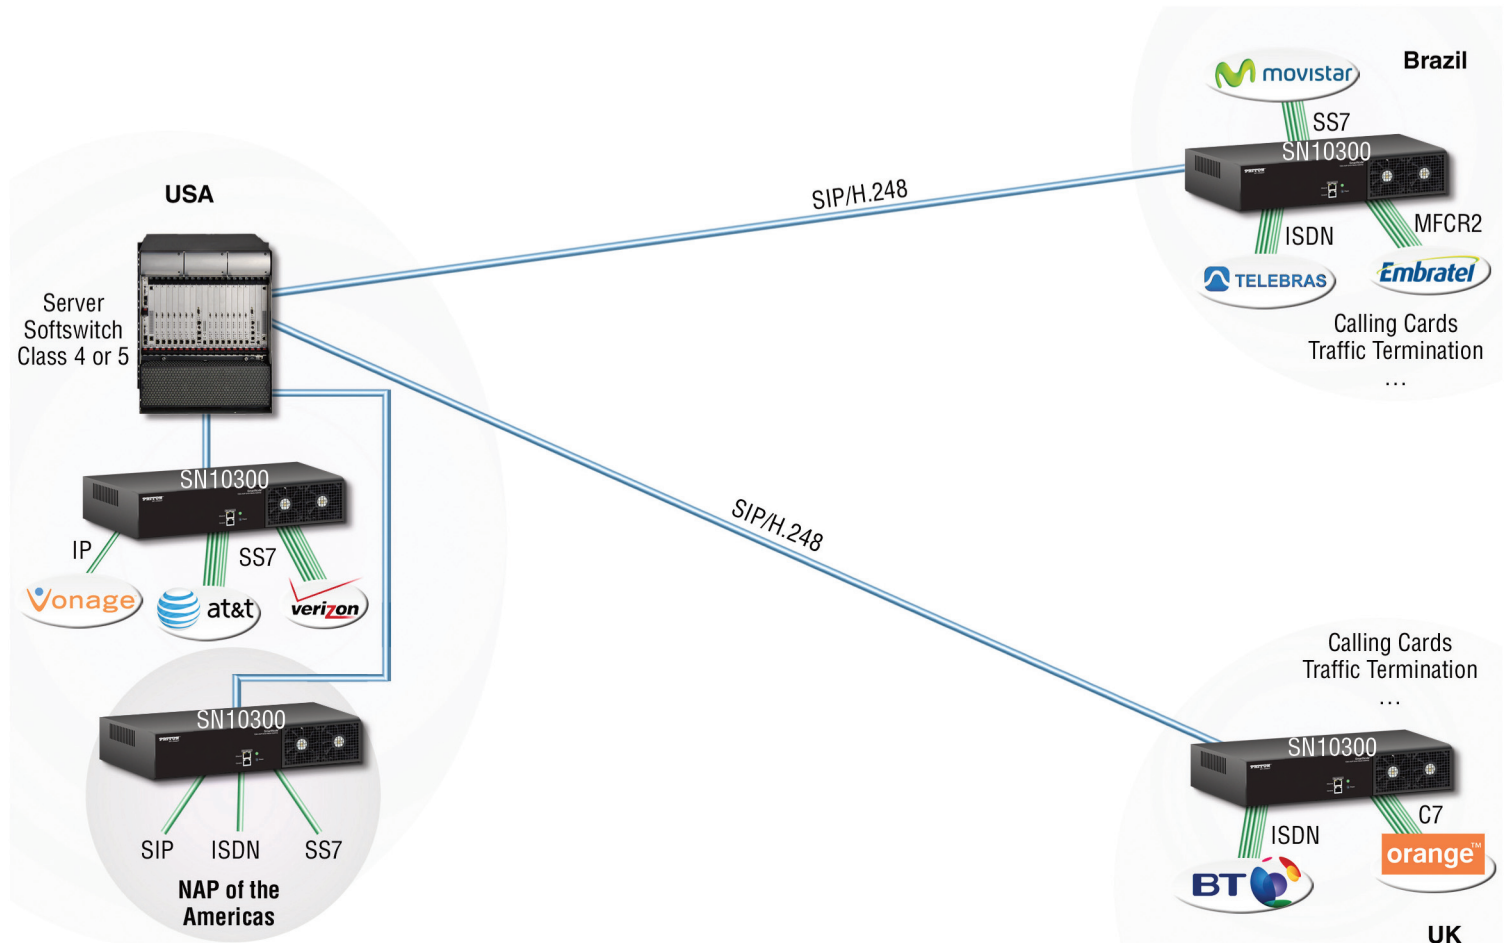 Brazil
movistar
SS7
SN10300
SIP/H.248
MFCR2
ISDN
TELEBRAS
Embratel
Calling Cards
Traffic Termination
...
USA
Server
Softswitch
Class 4 or 5
SN10300
IP
SS7
Vonage
at&t
verizon
SN10300
SIP
ISDN
SS7
NAP of the
Americas
SIP/H.248
Calling Cards
Traffic Termination
...
SN10300
C7
ISDN
BT
orange™
UK